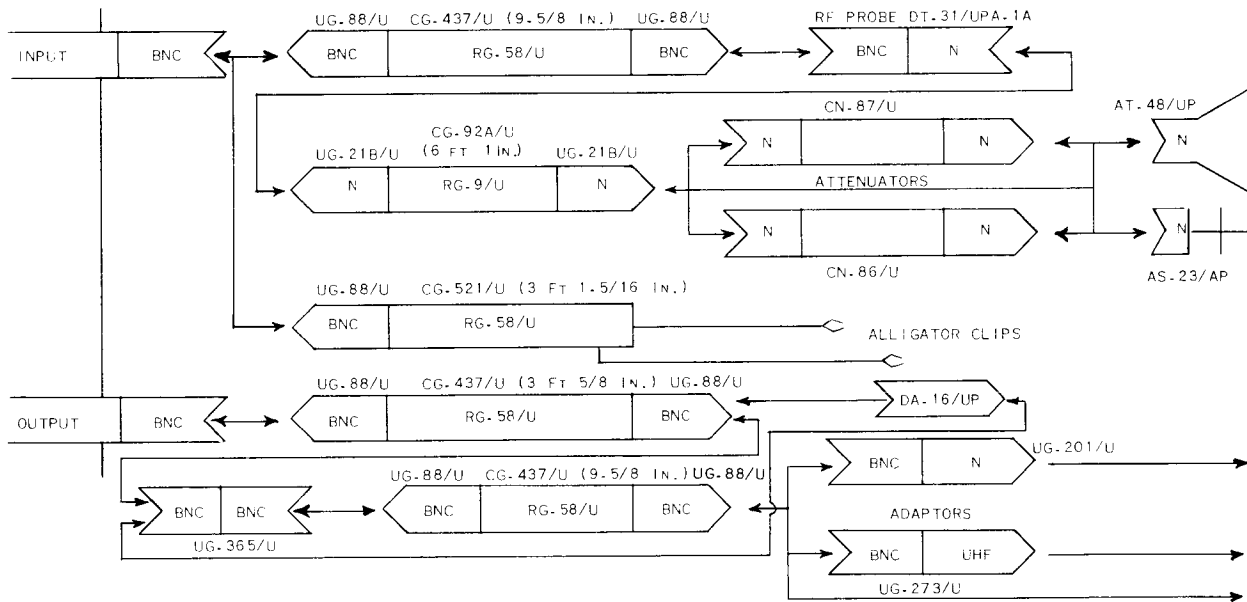 UG-88/U CG-437/U (9-5/8 IN.) UG-88/U RF PROBE DT-31/UPA-1A
INPUT BNC BNC RG-58/U BNC BNC N
CN-87/U AT-48/UP
CG-92A/U
UG-21B/U (6 FT 1 IN.) UG-21B/U
N N N
N RG-9/U N
ATTENUATORS
N N N
CN-86/U AS-23/AP
UG-88/U CG-521/U (3 FT 1-5/16 IN.)
BNC RG-58/U
ALLIGATOR CLIPS
UG-88/U CG-437/U (3 FT 5/8 IN.) UG-88/U
DA-16/UP
OUTPUT BNC BNC RG-58/U BNC
UG-201/U
UG-88/U CG-437/U (9-5/8 IN.) UG-88/U
BNC N
BNC BNC BNC RG-58/U BNC
ADAPTORS
UG-365/U
BNC UHF
UG-273/U